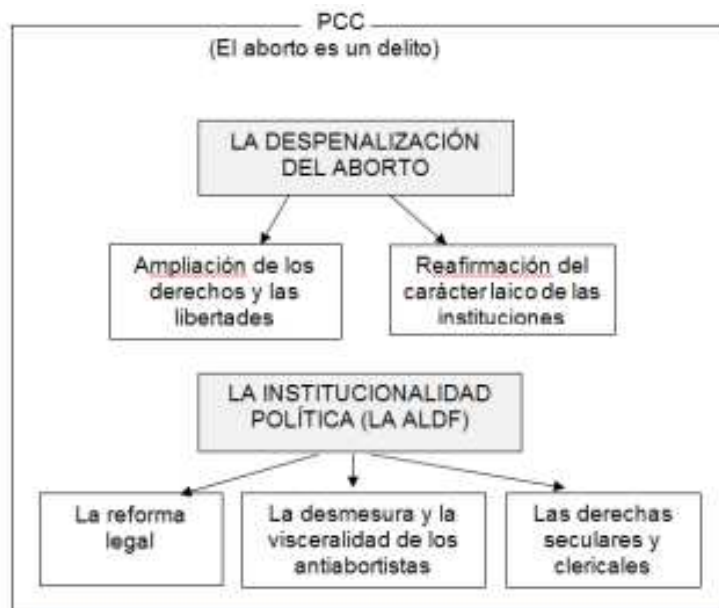 PCC
(El aborto es un delito)
LA DESPENALIZACIÓN
DEL ABORTO
Ampliación de los
derechos y las
libertades
Reafirmación del
carácter laico de las
instituciones
LA INSTITUCIONALIDAD
POLÍTICA (LA ALDF)
La reforma
legal
La desmesura y la
visceralidad de los
antiabortistas
Las derechas
seculares y
clericales